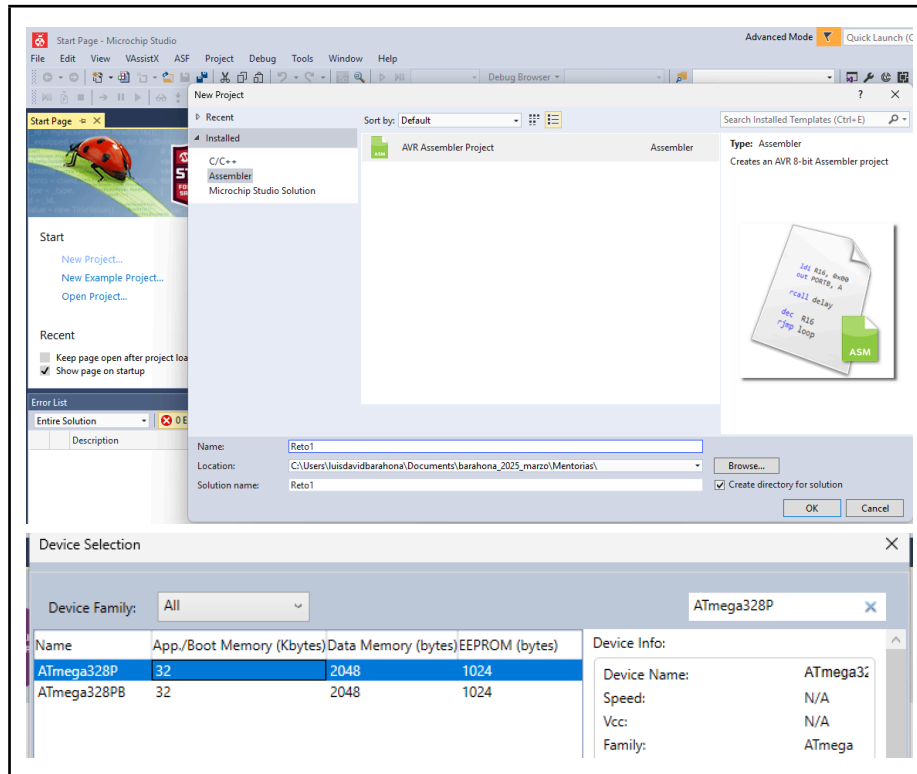 Start Page - Microchip Studio
Advanced Mode
Quick Launch (C
File Edit View VAssistX ASF Project Debug Tools Window Help
Debug Browser
New Project
? X
Start Page
Recent
Sort by: Default
Search Installed Templates (Ctrl+E)
Installed
C/C++
Assembler
Microchip Studio Solution
ASM
AVR Assembler Project
Assembler
Type: Assembler
Creates an AVR 8-bit Assembler project
ldi R16, 0x00
out PORTB, A
rcall delay
dec R16
rjmp loop
ASM
ST
FO
Start
New Project...
New Example Project...
Open Project...
Recent
Keep page open after project loa
Show page on startup
Error List
Entire Solution
0 E
Description
Name: Reto1
Location: C:\Users\luisdavidbarahona\Documents\barahona_2025_marzo\Mentorias\
Browse...
Solution name: Reto1
Create directory for solution
OK Cancel
Device Selection
Device Family: All
ATmega328P
Name App./Boot Memory (Kbytes) Data Memory (bytes) EEPROM (bytes)
ATmega328P 32 2048 1024
ATmega328PB 32 2048 1024
Device Info:
Device Name: ATmega32
Speed: N/A
Vcc: N/A
Family: ATmega